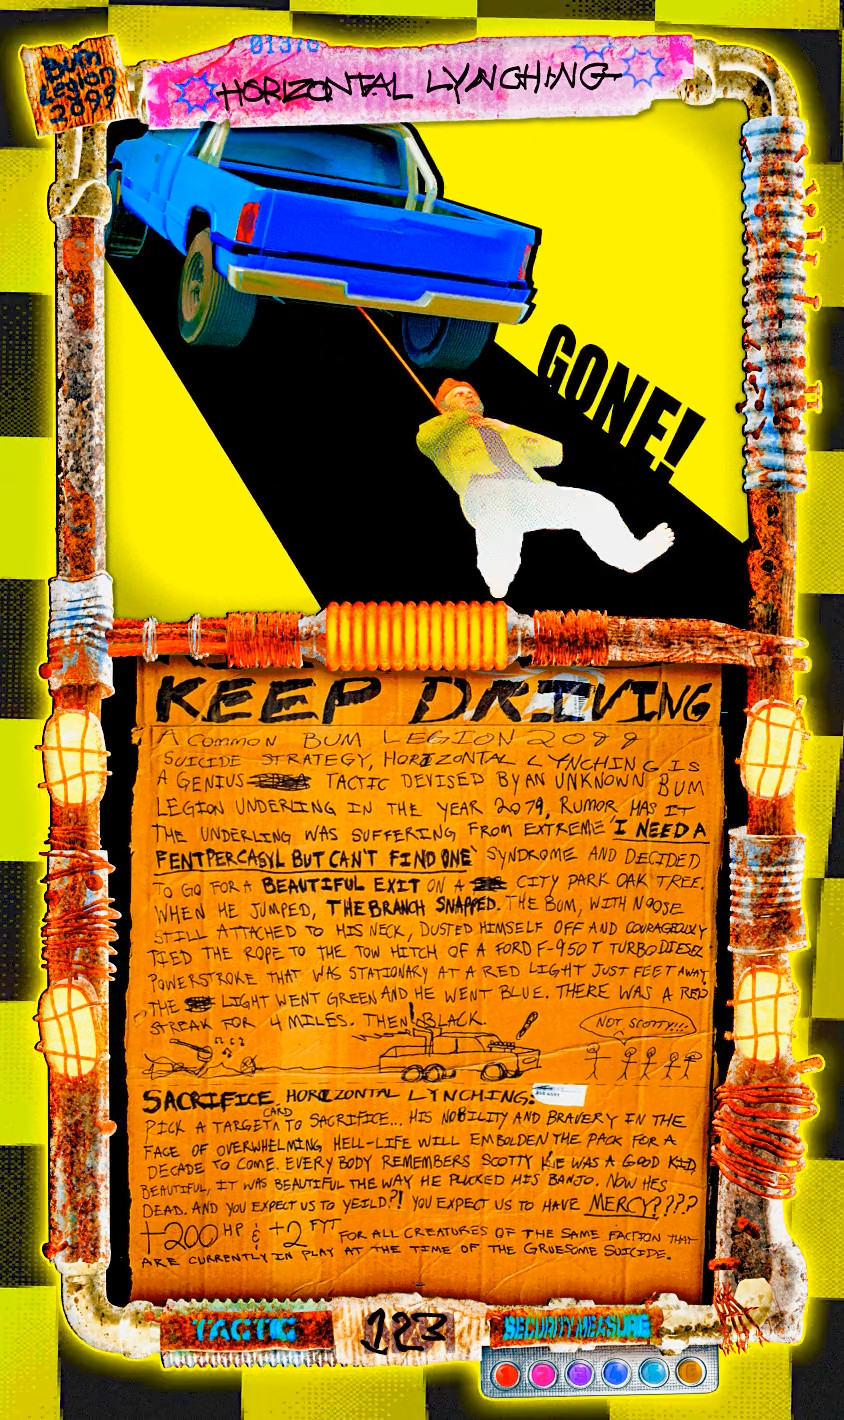 01378
Bum
Legion
2099
HORIZONTAL LYNCHING
GONE!
KEEP DRIVING
A COMMON BUM LEGION 2099
SUICIDE STRATEGY, HORIZONTAL LYNCHING IS
A GENIUS TACTIC DEVISED BY AN UNKNOWN BUM
LEGION UNDERLING IN THE YEAR 2079, RUMOR HAS IT
THE UNDERLING WAS SUFFERING FROM EXTREME 'I NEED A
FENTPERCASYL BUT CAN'T FIND ONE' SYNDROME AND DECIDED
TO GO FOR A BEAUTIFUL EXIT ON A CITY PARK OAK TREE.
WHEN HE JUMPED, THE BRANCH SNAPPED. THE BUM, WITH NOOSE
STILL ATTACHED TO HIS NECK, DUSTED HIMSELF OFF AND COURAGEOUSLY
TIED THE ROPE TO THE TOW HITCH OF A FORD F-950T TURBO DIESEL
POWERSTROKE THAT WAS STATIONARY AT A RED LIGHT JUST FEET AWAY.
THE LIGHT WENT GREEN AND HE WENT BLUE. THERE WAS A RED
STREAK FOR 4 MILES. THEN BLACK.
NOT, SCOTTY!!!!
SACRIFICE HORIZONTAL LYNCHING:
PICK A TARGET CARD TO SACRIFICE... HIS NOBILITY AND BRAVERY IN THE
FACE OF OVERWHELMING HELL-LIFE WILL EMBOLDEN THE PACK FOR A
DECADE TO COME. EVERYBODY REMEMBERS SCOTTY HE WAS A GOOD KID,
BEAUTIFUL, IT WAS BEAUTIFUL THE WAY HE PLUCKED HIS BANJO. NOW HES
DEAD. AND YOU EXPECT US TO YEILD?! YOU EXPECT US TO HAVE MERCY????
+200 HP & +2 FYT FOR ALL CREATURES OF THE SAME FACTION THAT
ARE CURRENTLY IN PLAY AT THE TIME OF THE GRUESOME SUICIDE.
TACTIC
123
SECURITY MEASURE